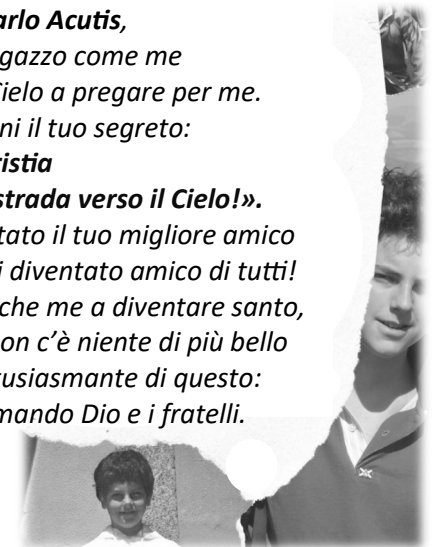 arlo Acutis,
gazzo come me
Cielo a pregare per me.
ni il tuo segreto:
ristia
strada verso il Cielo!».
tato il tuo migliore amico
i diventato amico di tutti!
che me a diventare santo,
on c’è niente di più bello
tusiasmante di questo:
mando Dio e i fratelli.